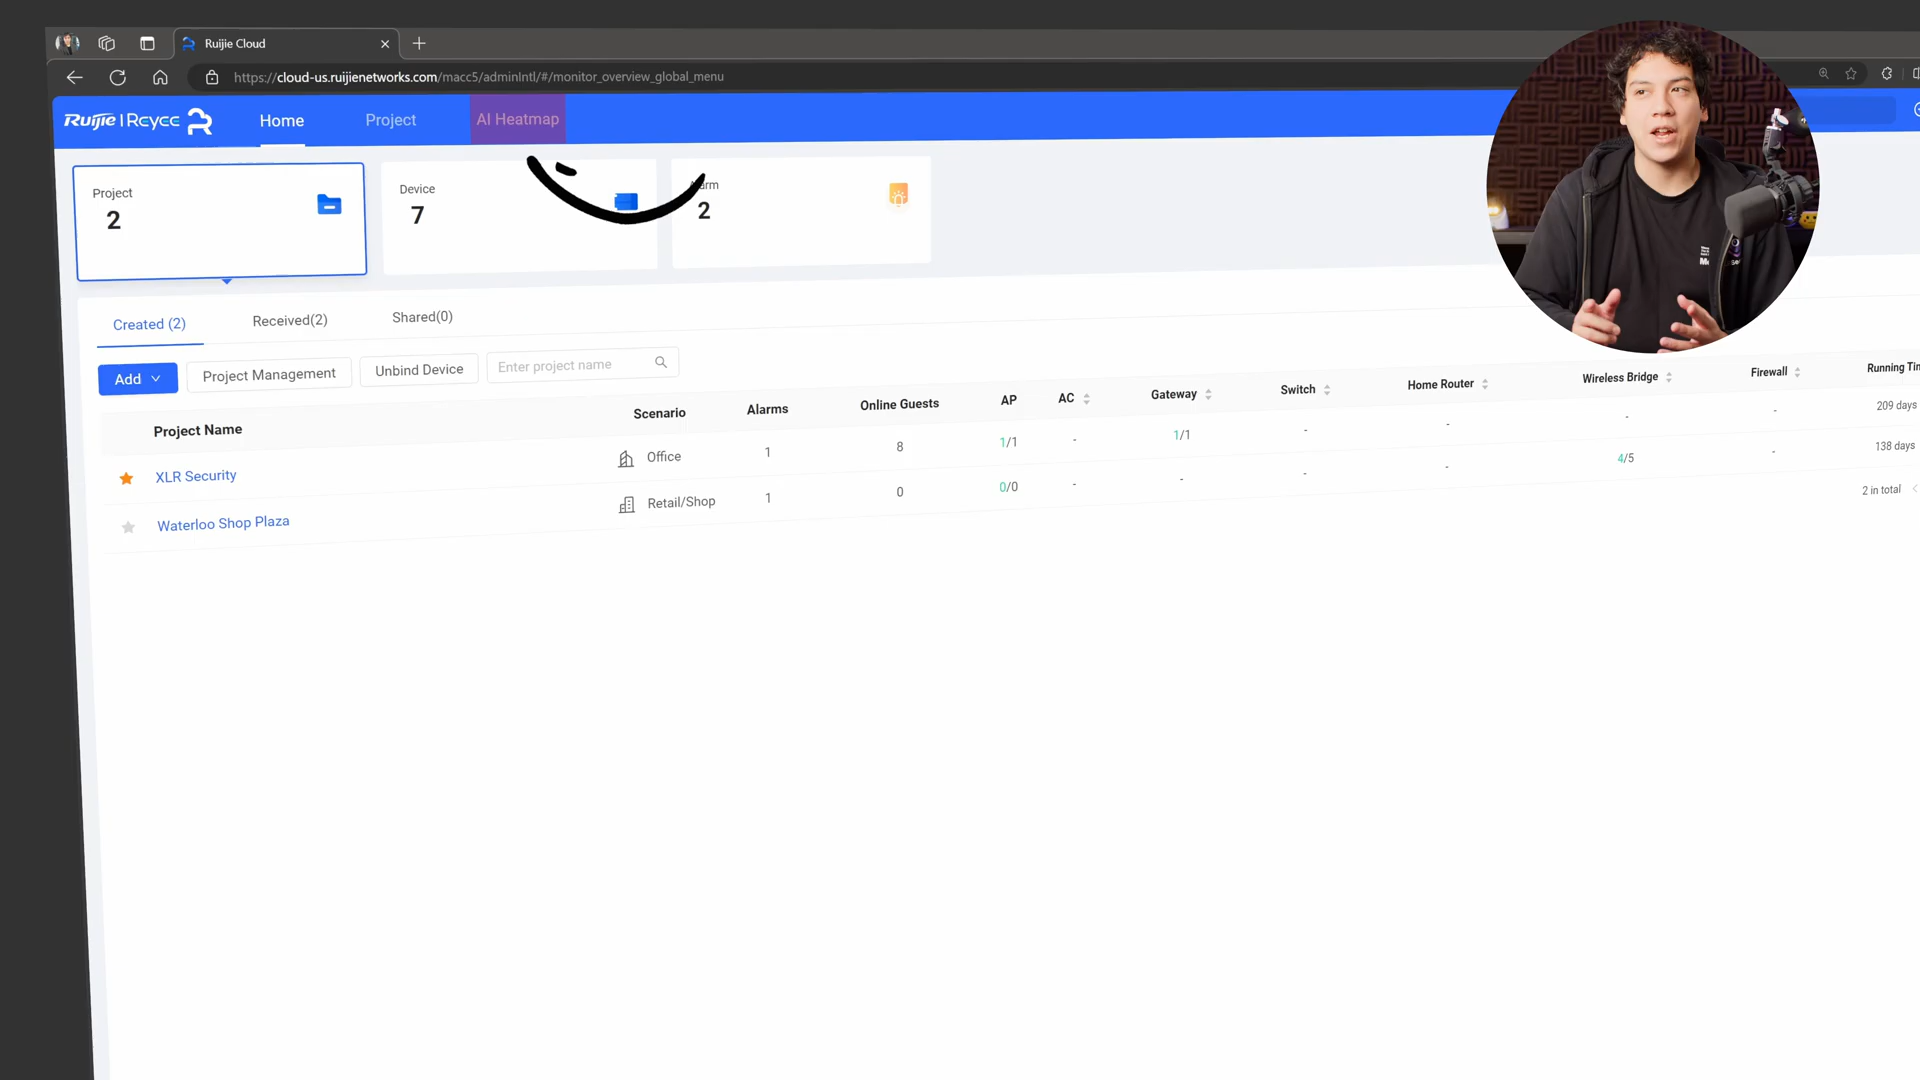 Ruijie Cloud
https://cloud-us.ruijienetworks.com/macc5/adminIntl/#/monitor_overview_global_menu
Ruijie | Reyee
Home
Project
AI Heatmap
Project
2
Device
7
Alarm
2
Created (2)
Received(2)
Shared(0)
Add
Project Management
Unbind Device
Enter project name
Project Name
Scenario
Alarms
Online Guests
AP
AC
Gateway
Switch
Home Router
Wireless Bridge
Firewall
Running Tim
XLR Security
Office
1
8
1/1
-
1/1
-
-
-
-
209 days
Waterloo Shop Plaza
Retail/Shop
1
0
0/0
-
-
-
-
4/5
-
138 days
2 in total